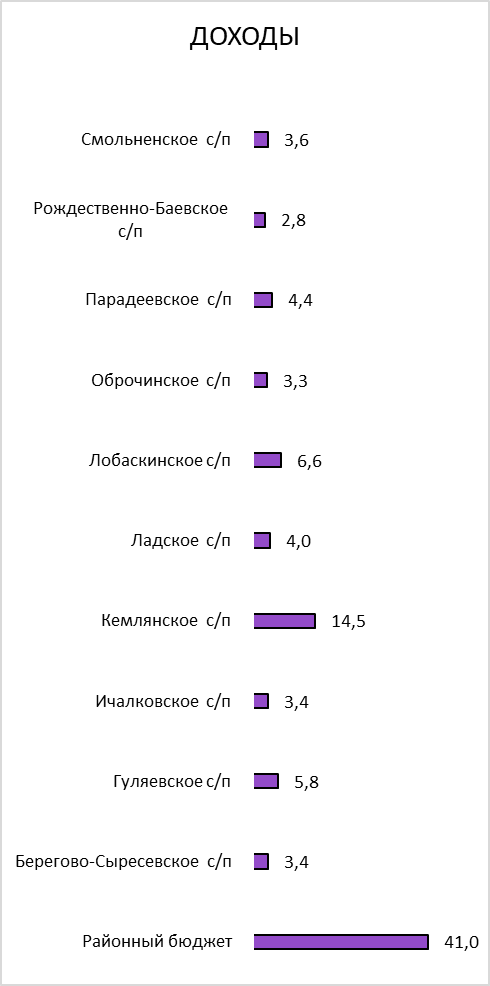 ДОХОДЫ
Смольненское с/п 3,6
Рождественно-Баевское
с/п 2,8
Парадеевское с/п 4,4
Оброчинское с/п 3,3
Лобаскинское с/п 6,6
Ладское с/п 4,0
Кемлянское с/п 14,5
Ичалковское с/п 3,4
Гуляевское с/п 5,8
Берегово-Сыресевское с/п 3,4
Районный бюджет 41,0